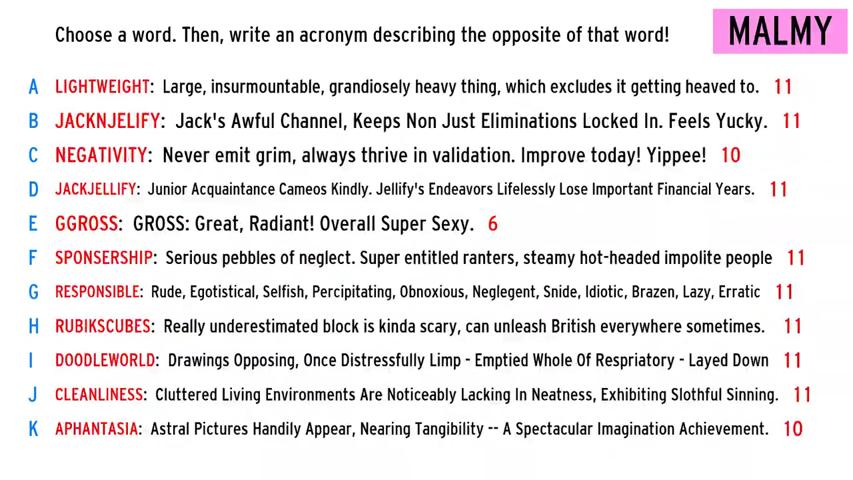 Choose a word. Then, write an acronym describing the opposite of that word!
MALMY
A LIGHTWEIGHT: Large, insurmountable, grandiosely heavy thing, which excludes it getting heaved to. 11
B JACKNJELIFY: Jack's Awful Channel, Keeps Non Just Eliminations Locked In. Feels Yucky. 11
C NEGATIVITY: Never emit grim, always thrive in validation. Improve today! Yippee! 10
D JACKJELLIFY: Junior Acquaintance Cameos Kindly. Jellify's Endeavors Lifelessly Lose Important Financial Years. 11
E GGROSS: GROSS: Great, Radiant! Overall Super Sexy. 6
F SPONSERSHIP: Serious pebbles of neglect. Super entitled ranters, steamy hot-headed impolite people 11
G RESPONSIBLE: Rude, Egotistical, Selfish, Percipitating, Obnoxious, Neglegent, Snide, Idiotic, Brazen, Lazy, Erratic 11
H RUBIKSCUBES: Really underestimated block is kinda scary, can unleash British everywhere sometimes. 11
I DOODLEWORLD: Drawings Opposing, Once Distressfully Limp - Emptied Whole Of Respriatory - Layed Down 11
J CLEANLINESS: Cluttered Living Environments Are Noticeably Lacking In Neatness, Exhibiting Slothful Sinning. 11
K APHANTASIA: Astral Pictures Handily Appear, Nearing Tangibility -- A Spectacular Imagination Achievement. 10